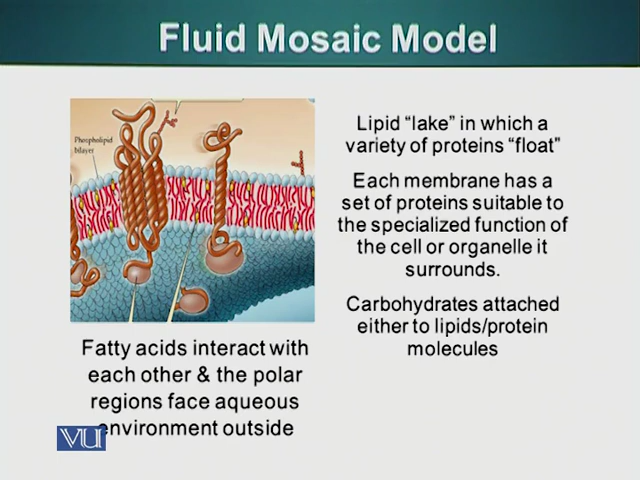 Fluid Mosaic Model
Phospholipid
bilayer
Lipid “lake” in which a
variety of proteins “float"
Each membrane has a
set of proteins suitable to
the specialized function of
the cell or organelle it
surrounds.
Carbohydrates attached
either to lipids/protein
molecules
Fatty acids interact with
each other & the polar
regions face aqueous
environment outside
VU